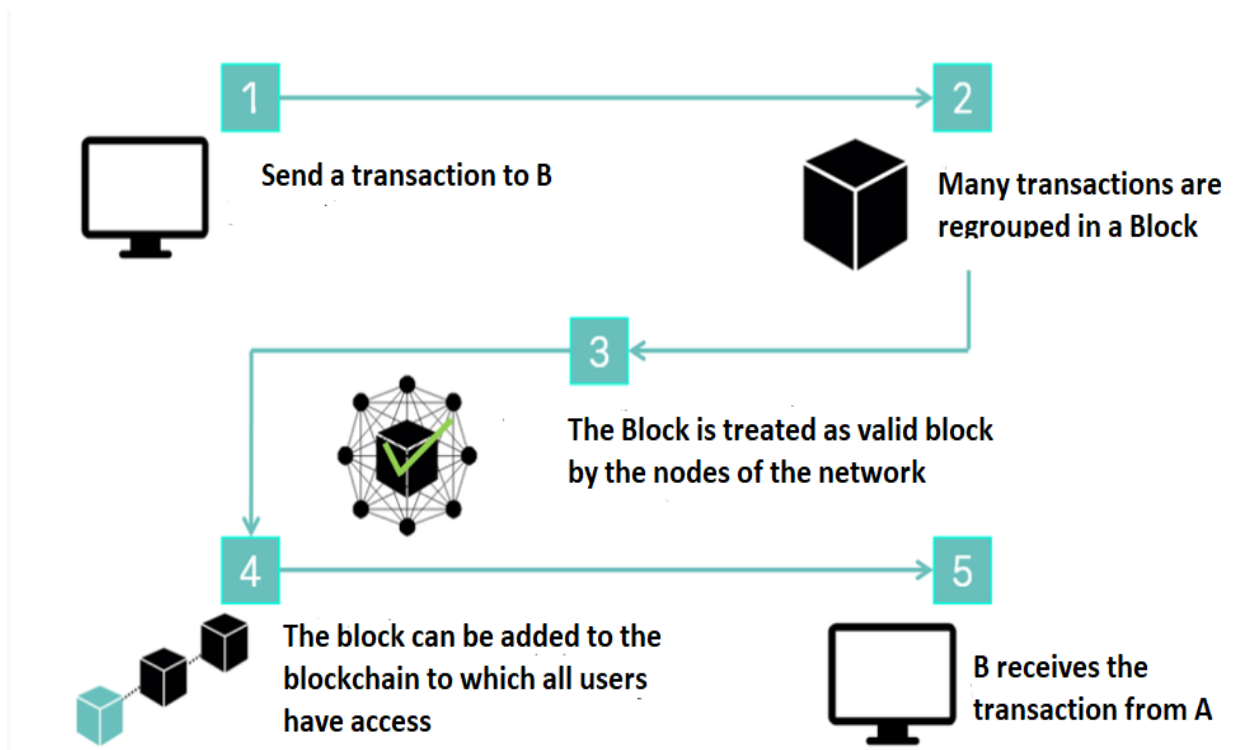 1
2
Send a transaction to B
Many transactions are
regrouped in a Block
3
The Block is treated as valid block
by the nodes of the network
4
5
The block can be added to the
blockchain to which all users
have access
B receives the
transaction from A